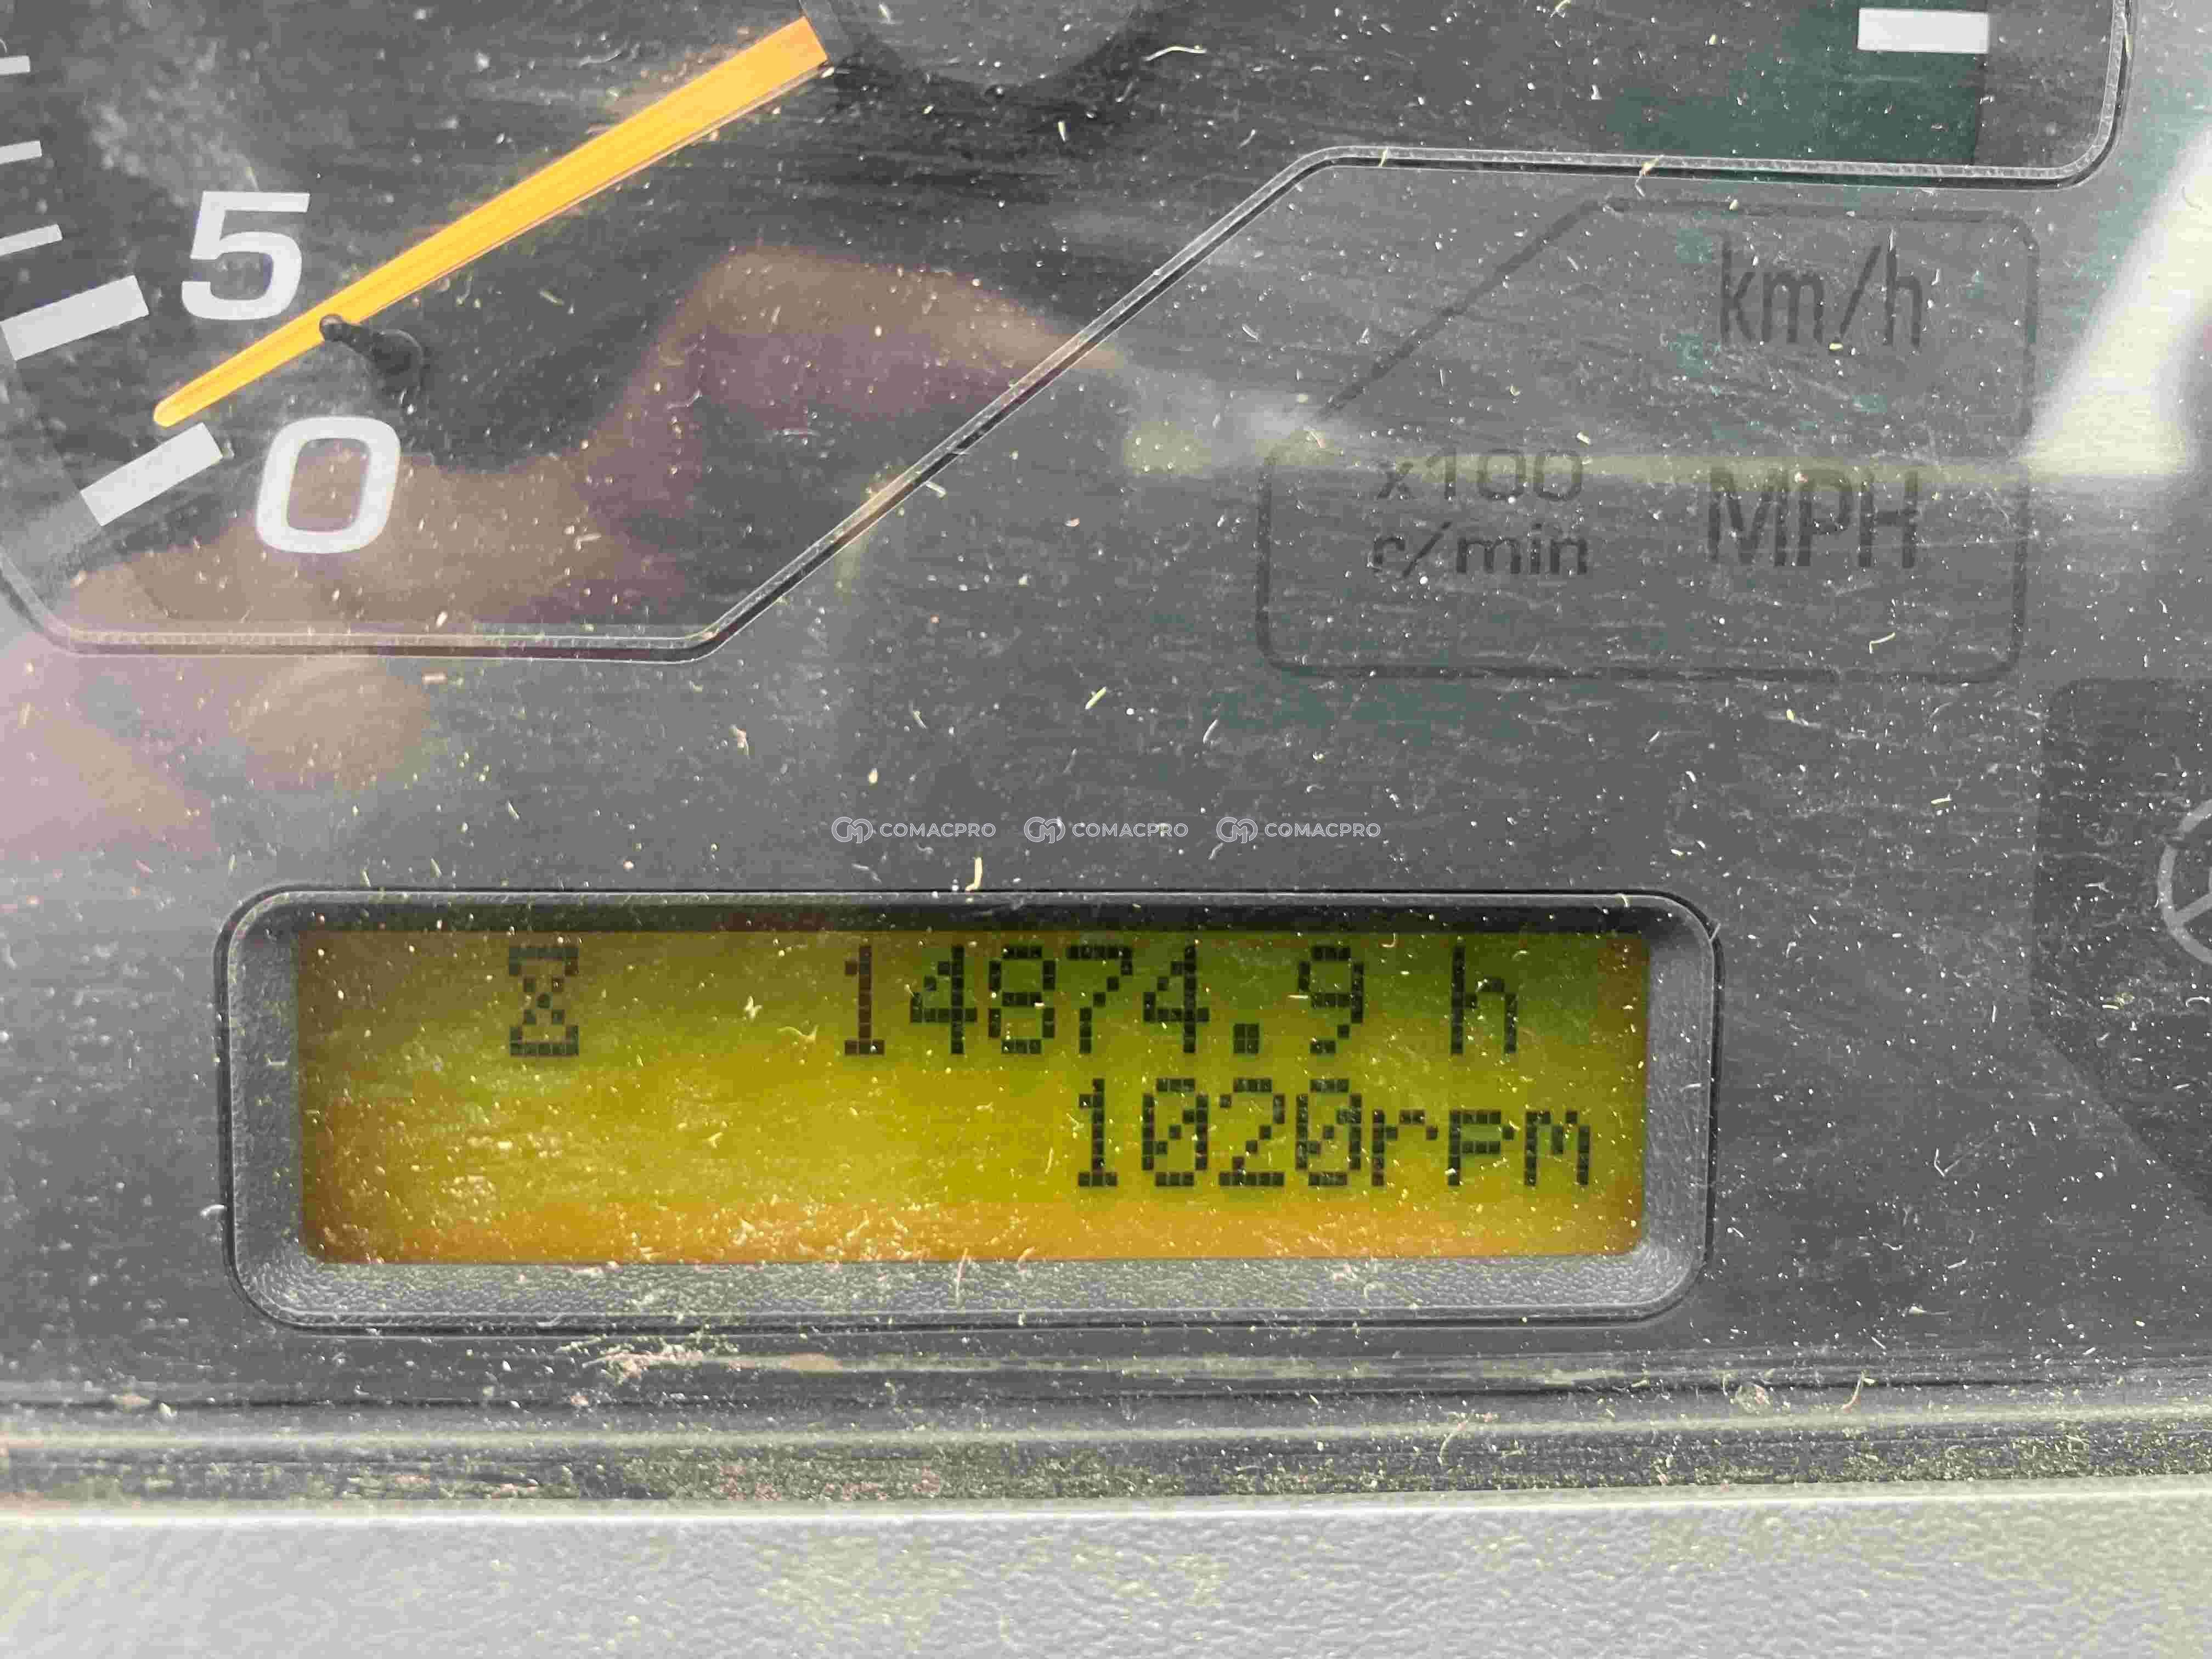 5
0
km/h
x100
r/min
MPH
COMACPRO COMACPRO COMACPRO
14874.9 h
1020rpm